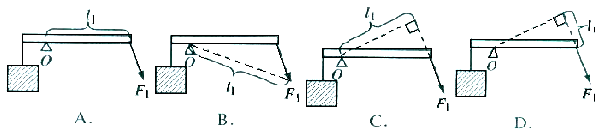 l₁ O F₁ A.
l₁ O F₁ B.
l₁ O F₁ C.
l₁ O F₁ D.